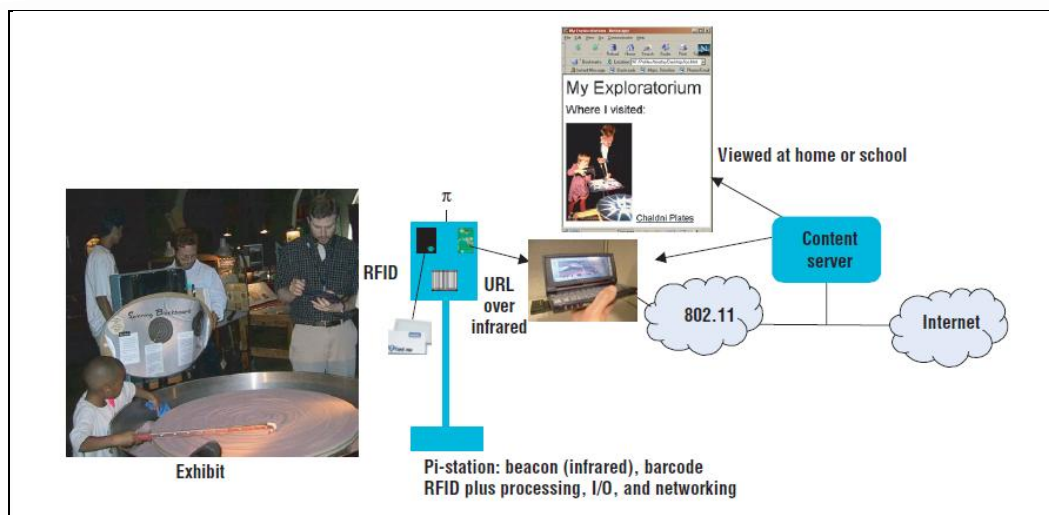 My Exploratorium
Where I visited:
Chaldni Plates
Viewed at home or school
π
RFID
URL
over
infrared
Content
server
802.11
Internet
Exhibit
Pi-station: beacon (infrared), barcode
RFID plus processing, I/O, and networking